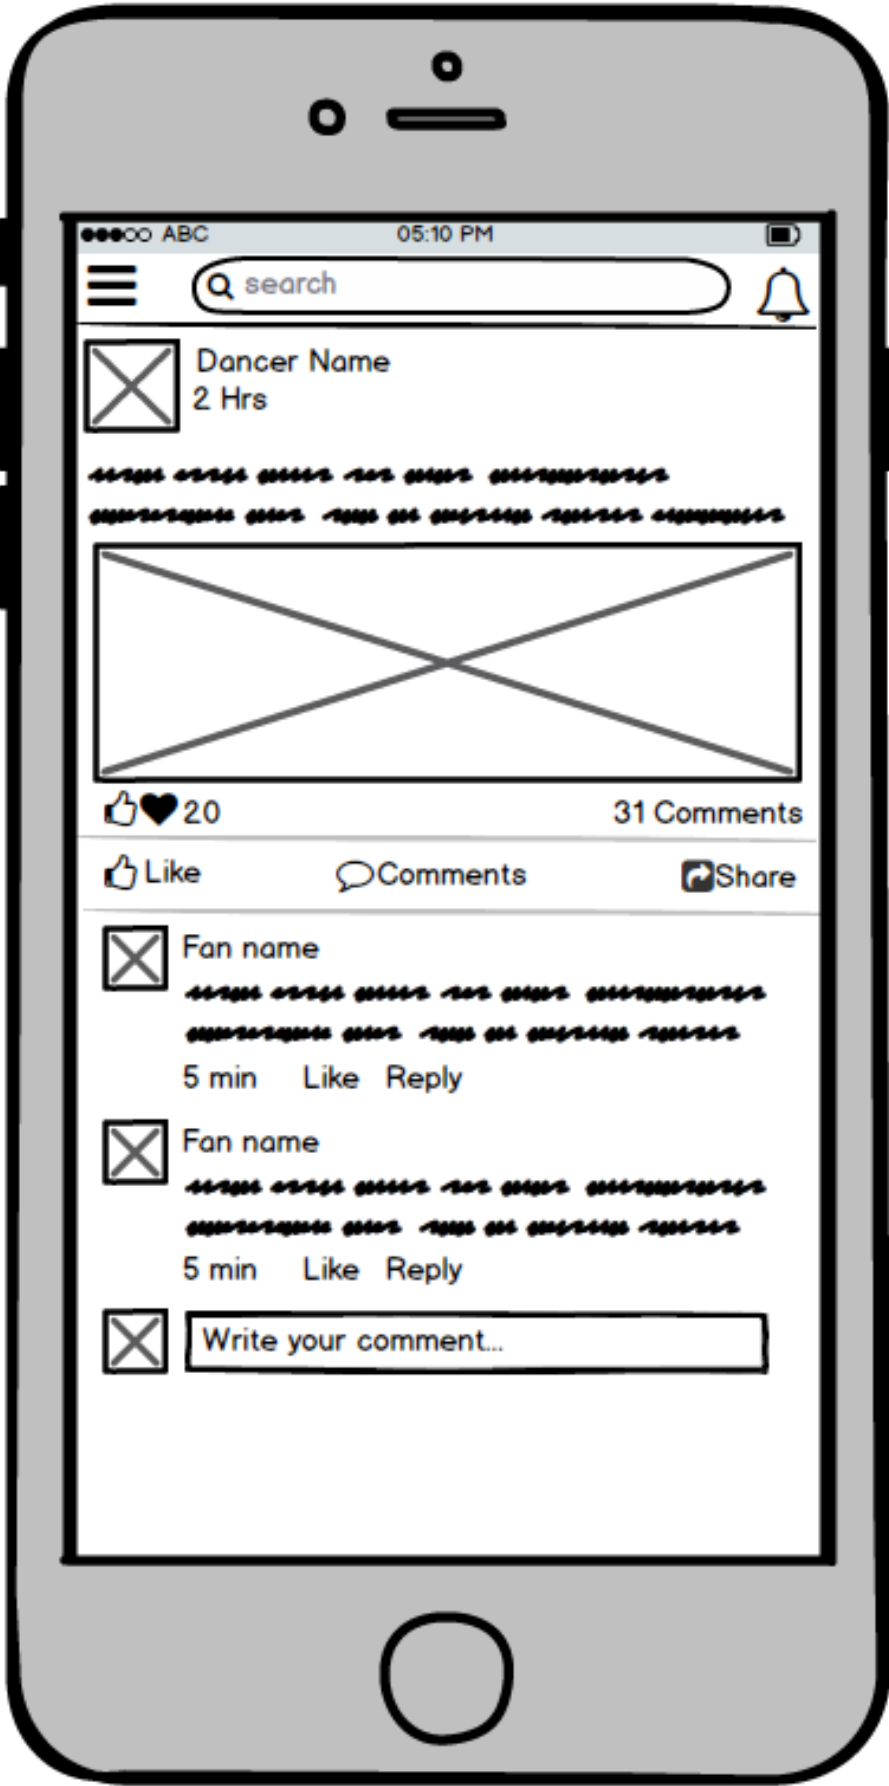 ABC 05:10 PM
search
Dancer Name
2 Hrs
20 31 Comments
Like Comments Share
Fan name
5 min Like Reply
Fan name
5 min Like Reply
Write your comment...